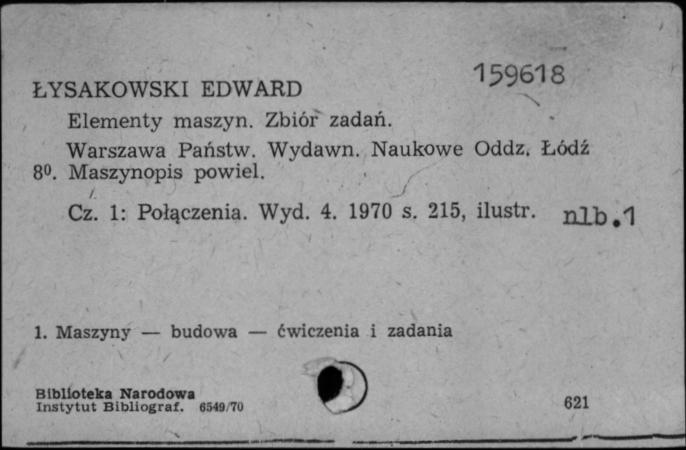 159618
ŁYSAKOWSKI EDWARD
Elementy maszyn. Zbiór zadań.
Warszawa Państw. Wydawn. Naukowe Oddz. Łódź
8⁰. Maszynopis powiel.
Cz. 1: Połączenia. Wyd. 4. 1970 s. 215, ilustr. nlb.1
1. Maszyny — budowa — ćwiczenia i zadania
Biblioteka Narodowa
Instytut Bibliograf. 6549/70
621